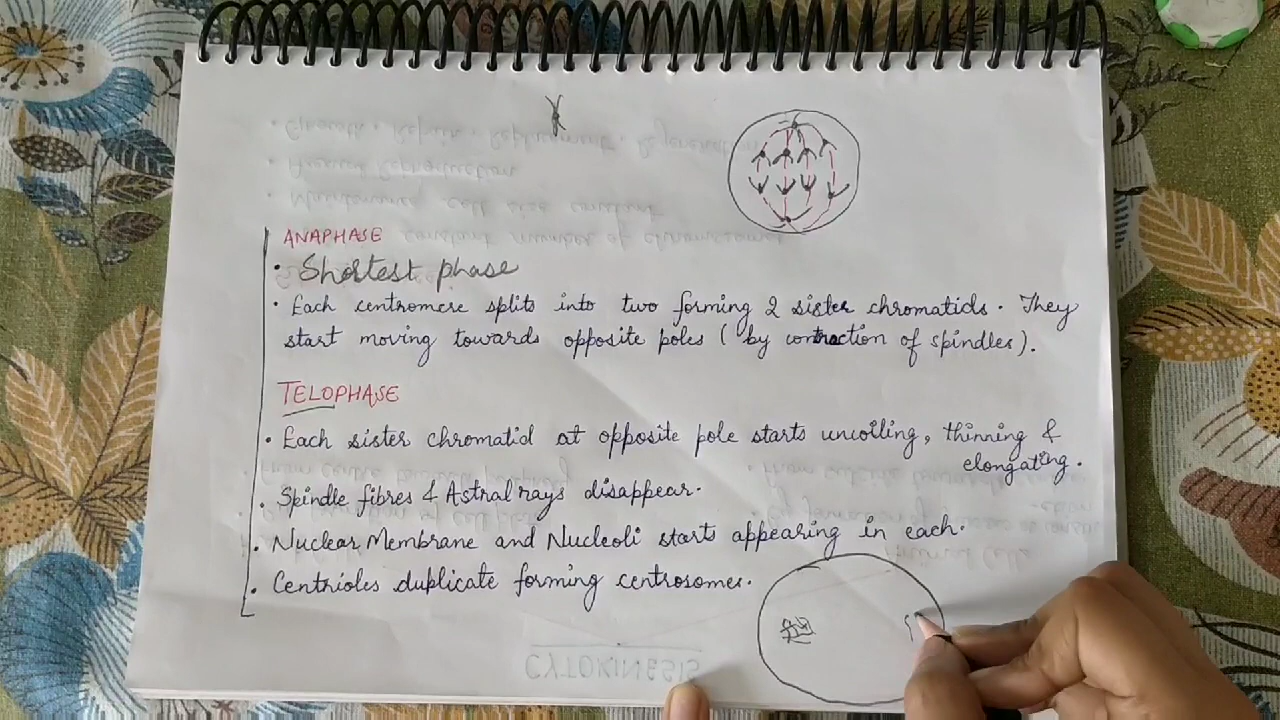 ANAPHASE
• Shortest phase
• Each centromere splits into two forming 2 sister chromatids. They
start moving towards opposite poles (by contraction of spindles).
TELOPHASE
• Each sister chromatid at opposite pole starts uncoiling, thinning &
elongating.
• Spindle fibres & Astral rays disappear.
• Nuclear Membrane and Nucleoli starts appearing in each.
• Centrioles duplicate forming centrosomes.
CYTOKINESIS